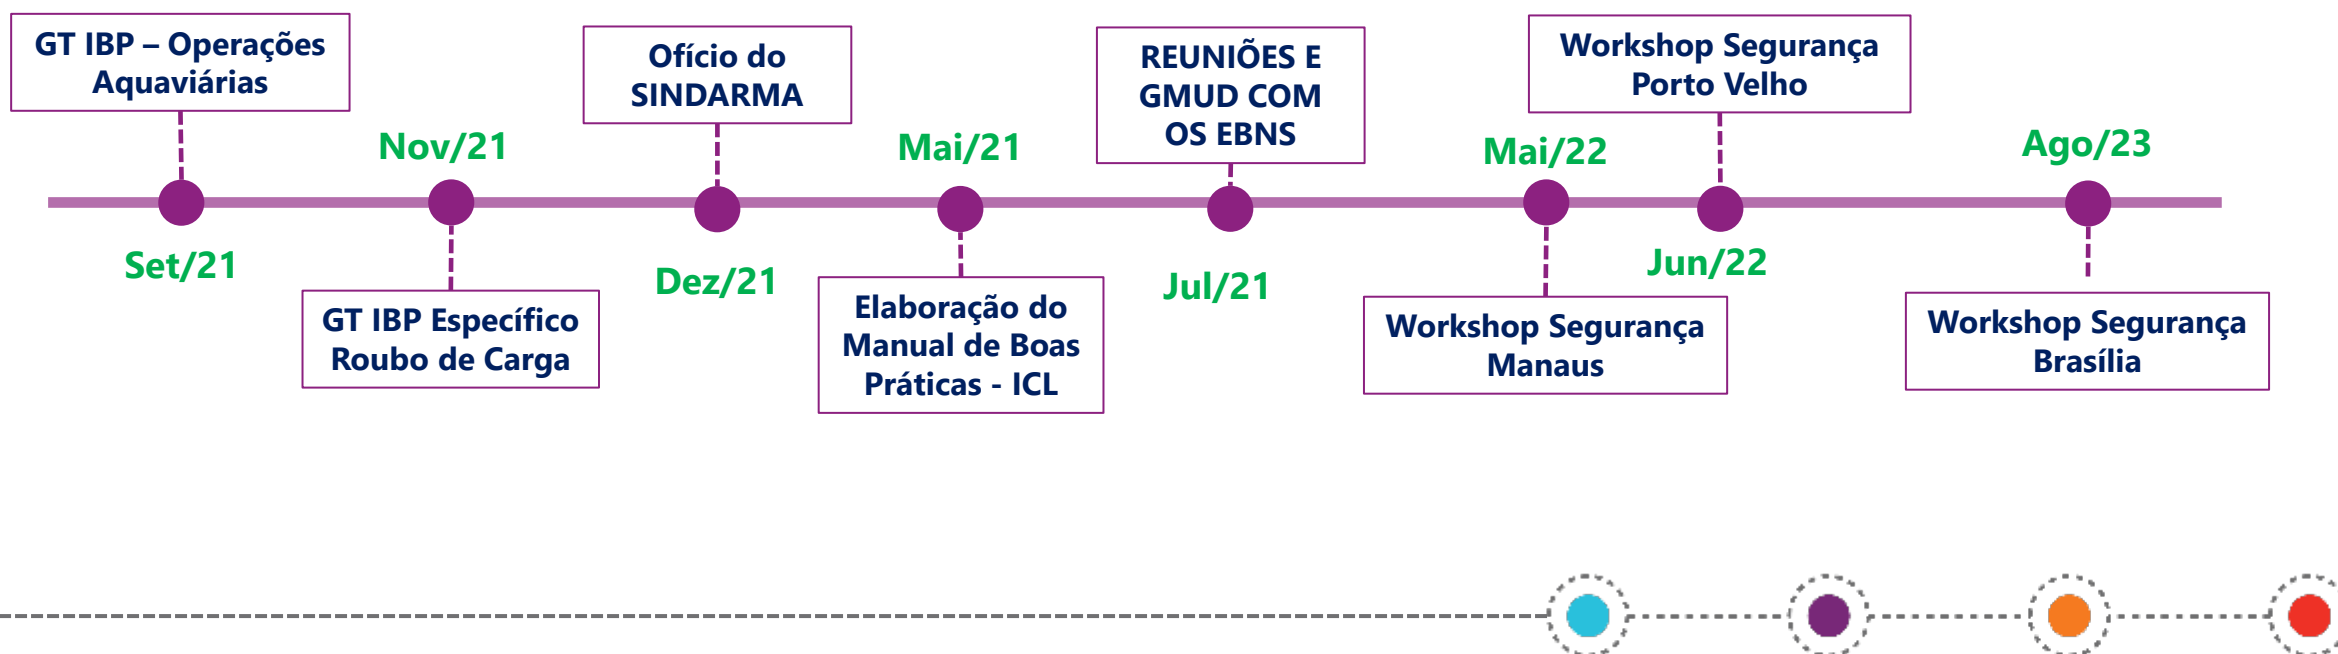 GT IBP – Operações
Aquaviárias
Set/21
Nov/21
GT IBP Específico
Roubo de Carga
Ofício do
SINDARMA
Dez/21
Mai/21
Elaboração do
Manual de Boas
Práticas - ICL
REUNIÕES E
GMUD COM
OS EBNS
Jul/21
Mai/22
Workshop Segurança
Manaus
Workshop Segurança
Porto Velho
Jun/22
Ago/23
Workshop Segurança
Brasília